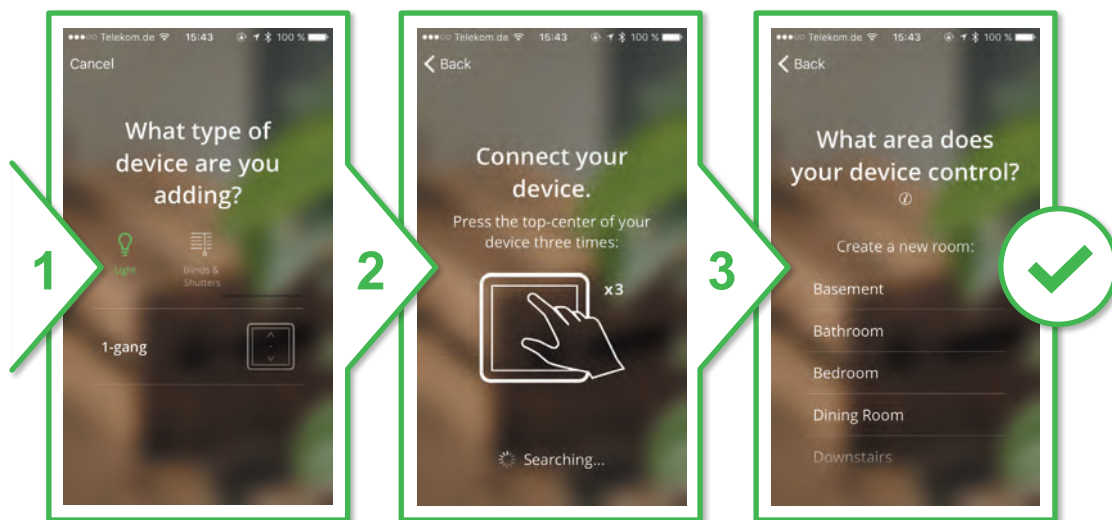 1
Telekom.de 15:43 100 %
Cancel
What type of
device are you
adding?
Light
Blinds &
Shutters
1-gang
2
Telekom.de 15:43 100 %
Back
Connect your
device.
Press the top-center of your
device three times:
x3
Searching...
3
Telekom.de 15:43 100 %
Back
What area does
your device control?
i
Create a new room:
Basement
Bathroom
Bedroom
Dining Room
Downstairs